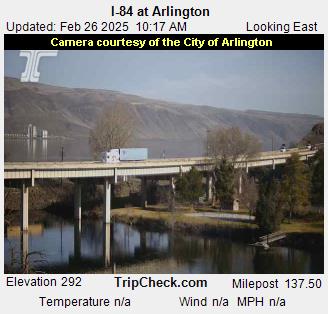 I-84 at Arlington
Updated: Feb 26 2025 10:17 AM Looking East
Camera courtesy of the City of Arlington
Elevation 292 TripCheck.com Milepost 137.50
Temperature n/a Wind n/a MPH n/a